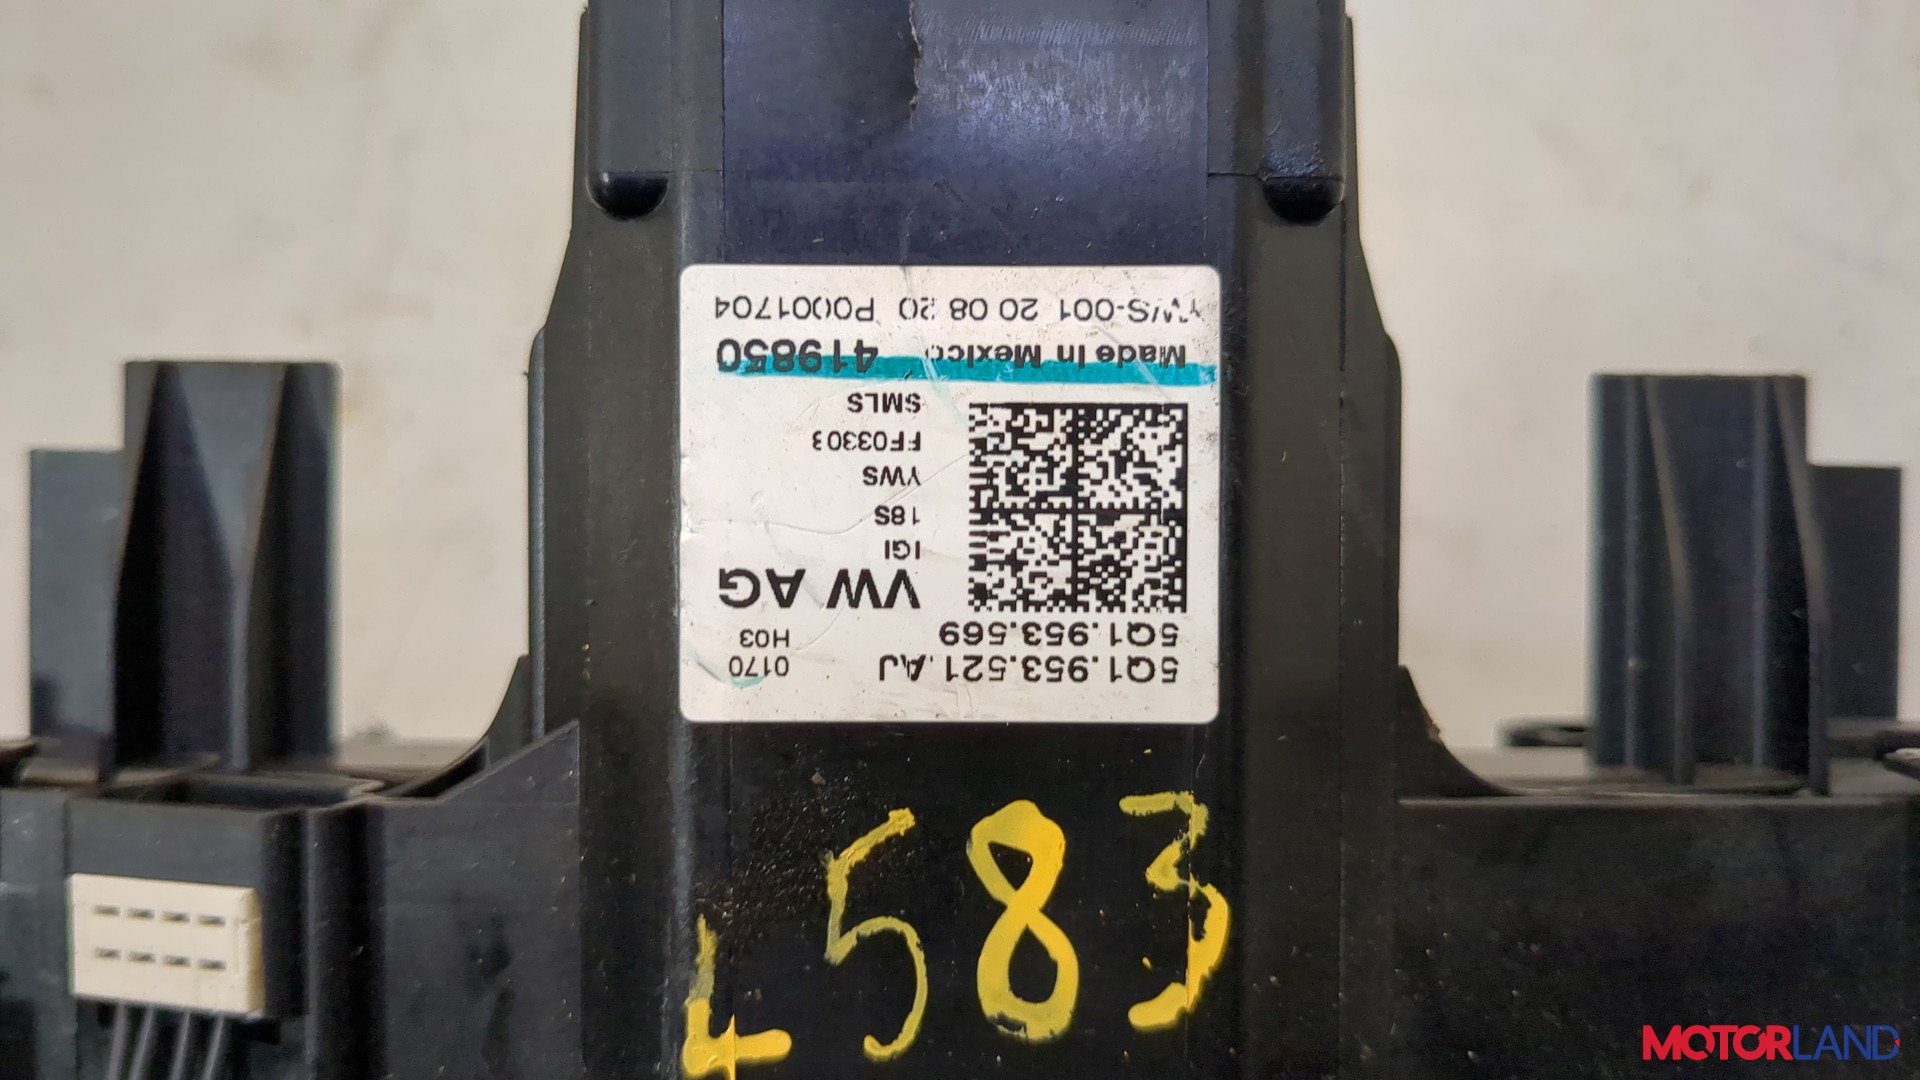 5Q1.953.521.AJ 0170
5Q1.953.569 H03
VW AG
IGI
18S
YWS
FF03303
SMLS
Made In Mexico 419850
YWS-001 20 08 20 P0001704
583
MOTORLAND